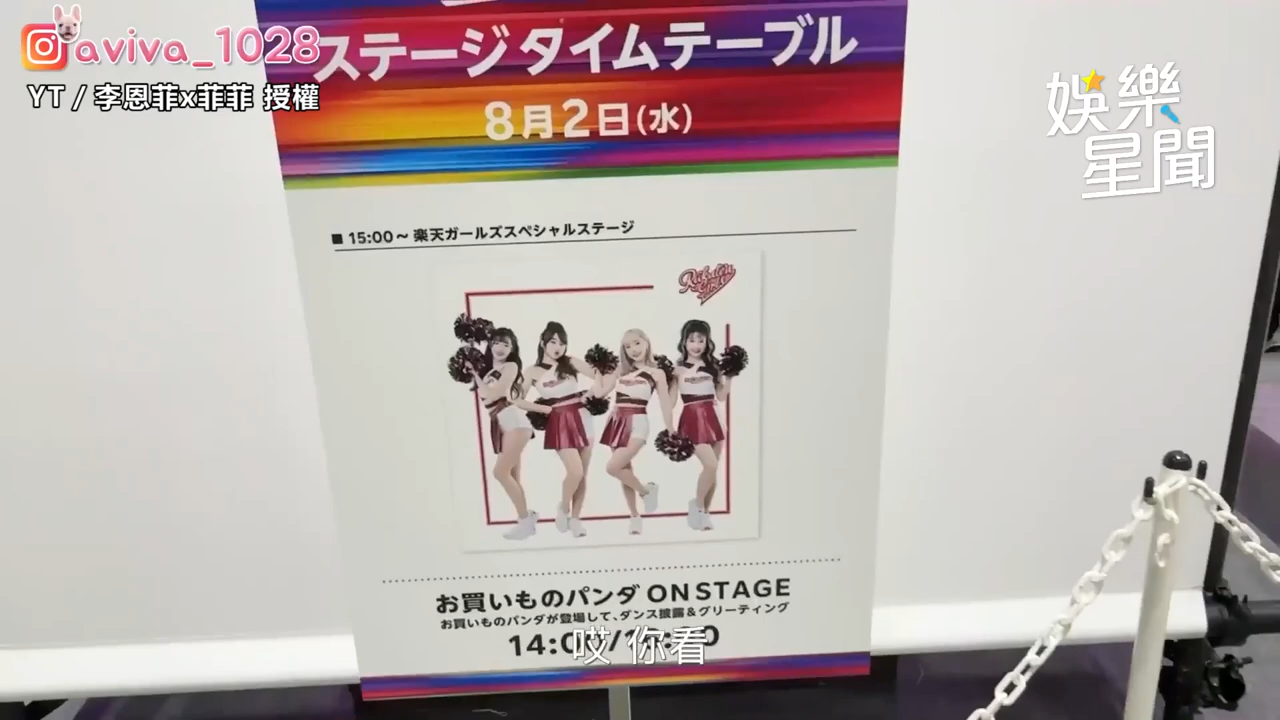 aviva_1028
YT / 李恩菲x菲菲 授權
娛樂
星聞
ステージタイムテーブル
8月2日(水)
■ 15:00～ 楽天ガールズスペシャルステージ
Rakuten
Girls
お買いものパンダ ON STAGE
お買いものパンダが登場して、ダンス披露&グリーティング
哎 你看